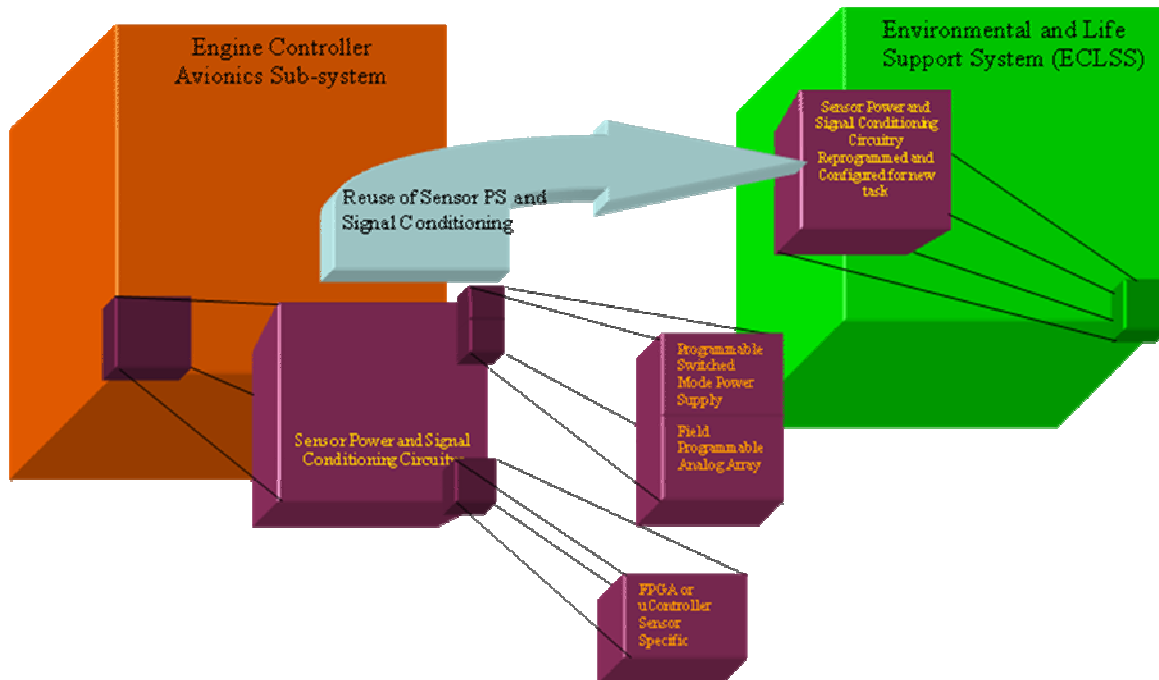 Engine Controller
Avionics Sub-system
Environmental and Life
Support System (ECLSS)
Sensor Power and
Signal Conditioning
Circuitry
Reprogrammed and
Configured for new
task
Reuse of Sensor PS and
Signal Conditioning
Programmable
Switched
Mode Power
Supply
Field
Programmable
Analog Array
Sensor Power and Signal
Conditioning Circuitry
FPGA or
uController
Sensor
Specific